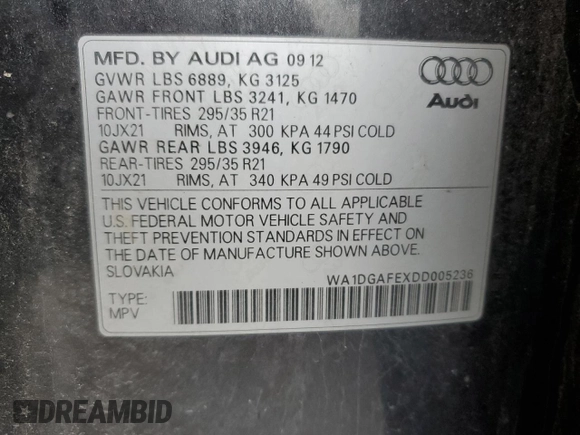 MFD. BY AUDI AG 09 12
GVWR LBS 6889, KG 3125
GAWR FRONT LBS 3241, KG 1470
FRONT-TIRES 295/35 R21
10JX21 RIMS, AT 300 KPA 44 PSI COLD
GAWR REAR LBS 3946, KG 1790
REAR-TIRES 295/35 R21
10JX21 RIMS, AT 340 KPA 49 PSI COLD
Audi
THIS VEHICLE CONFORMS TO ALL APPLICABLE
U.S. FEDERAL MOTOR VEHICLE SAFETY AND
THEFT PREVENTION STANDARDS IN EFFECT ON
THE DATE OF MANUFACTURE SHOWN ABOVE.
SLOVAKIA
WA1DGAFEXDD005236
TYPE:
MPV
DREAMBID